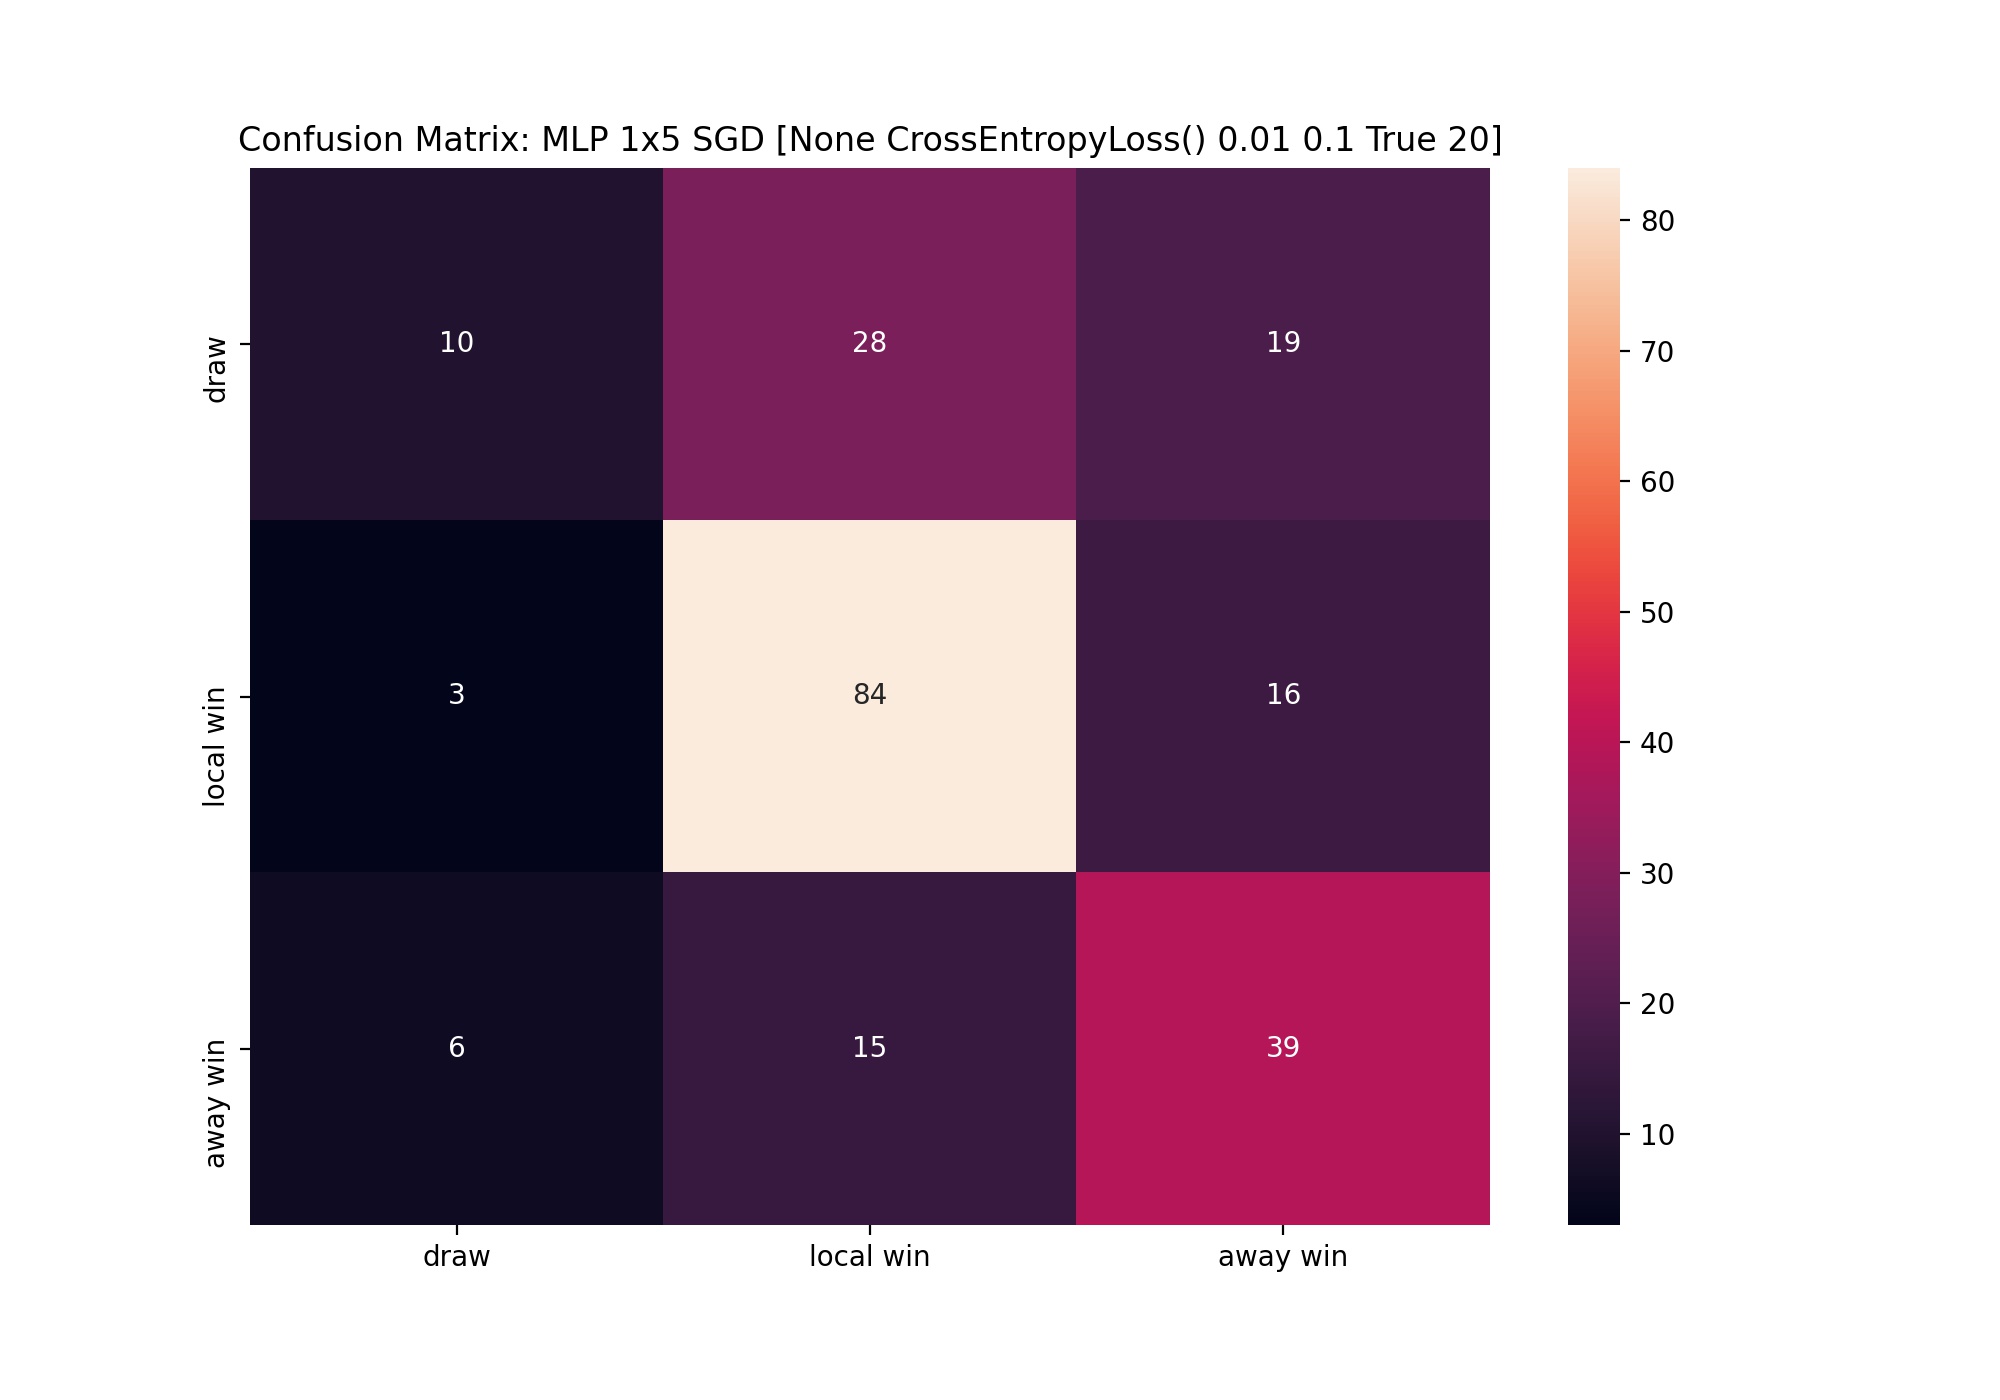 Confusion Matrix: MLP 1x5 SGD [None CrossEntropyLoss() 0.01 0.1 True 20]
draw
10
28
19
local win
3
84
16
away win
6
15
39
draw
local win
away win
80
70
60
50
40
30
20
10